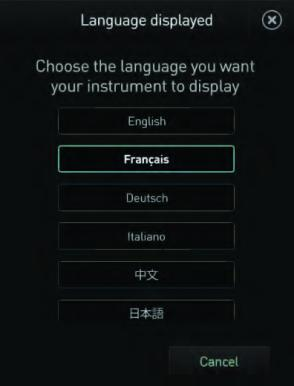 Language displayed
Choose the language you want
your instrument to display
English
Français
Deutsch
Italiano
中文
日本語
Cancel